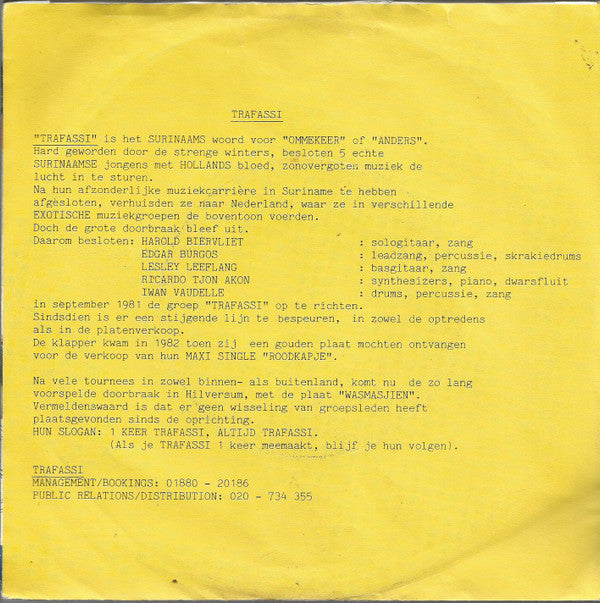 TRAFASSI
"TRAFASSI" is het SURINAAMS woord voor "OMMEKEER" of "ANDERS".
Hard geworden door de strenge winters, besloten 5 echte
SURINAAMSE jongens met HOLLANDS bloed, zonovergoten muziek de
lucht in te sturen.
Na hun afzonderlijke muziekcarrière in Suriname te hebben
afgesloten, verhuisden ze naar Nederland, waar ze in verschillende
EXOTISCHE muziekgroepen de boventoon voerden.
Doch de grote doorbraak bleef uit.
Daarom besloten: HAROLD BIERVLIET : sologitaar, zang
EDGAR BURGOS : leadzang, percussie, skrakiedrums
LESLEY LEEFLANG : basgitaar, zang
RICARDO TJON AKON : synthesizers, piano, dwarsfluit
IWAN VAUDELLE : drums, percussie, zang
in september 1981 de groep "TRAFASSI" op te richten.
Sindsdien is er een stijgende lijn te bespeuren, in zowel de optredens
als in de platenverkoop.
De klapper kwam in 1982 toen zij een gouden plaat mochten ontvangen
voor de verkoop van hun MAXI SINGLE "ROODKAPJE".
Na vele tournees in zowel binnen- als buitenland, komt nu de zo lang
voorspelde doorbraak in Hilversum, met de plaat "WASMASJIEN".
Vermeldenswaard is dat er geen wisseling van groepsleden heeft
plaatsgevonden sinds de oprichting.
HUN SLOGAN: 1 KEER TRAFASSI, ALTIJD TRAFASSI.
(Als je TRAFASSI 1 keer meemaakt, blijf je hun volgen).
TRAFASSI
MANAGEMENT/BOOKINGS: 01880 - 20186
PUBLIC RELATIONS/DISTRIBUTION: 020 - 734 355